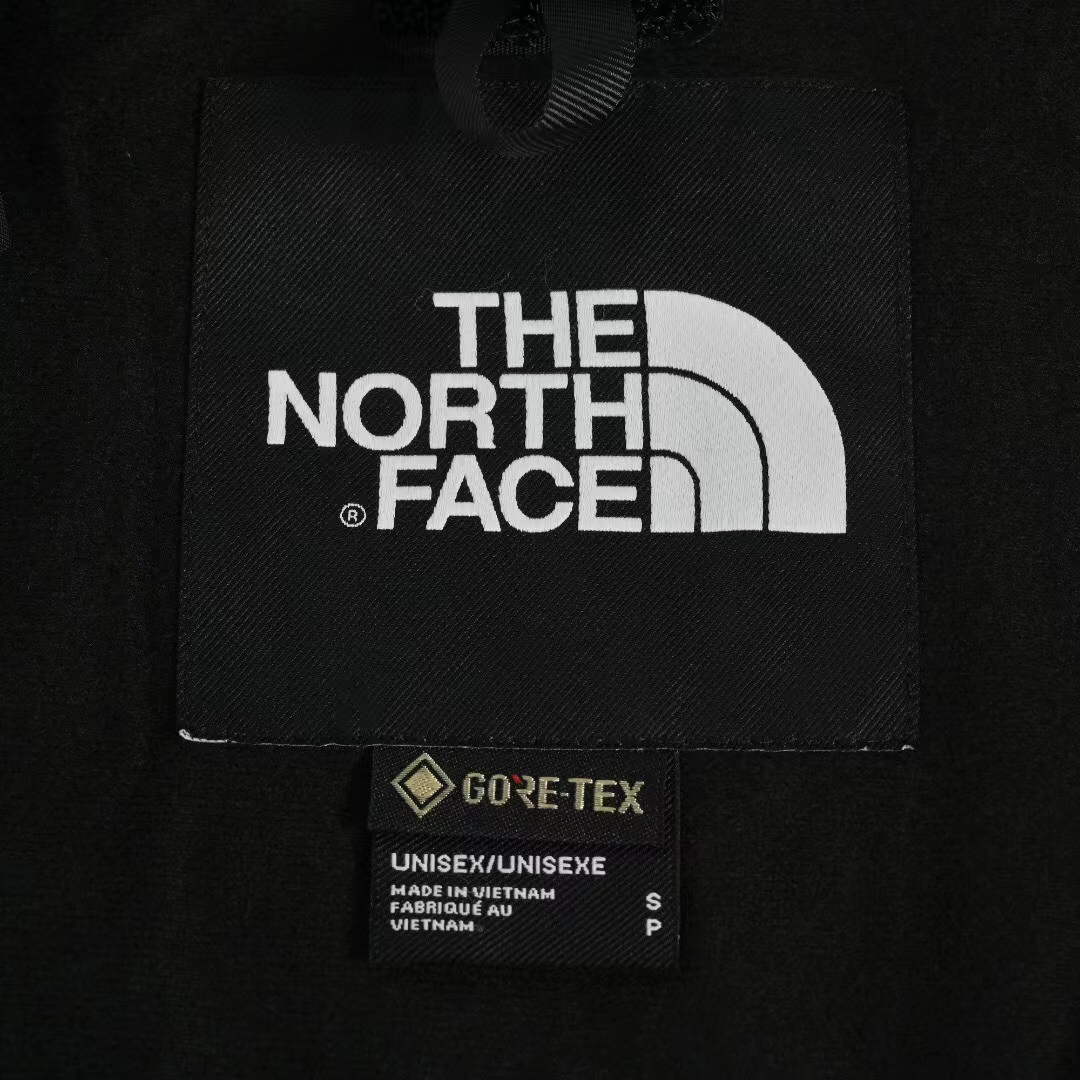 THE
NORTH
® FACE
GORE-TEX
UNISEX/UNISEXE
MADE IN VIETNAM
FABRIQUÉ AU
VIETNAM
S
P